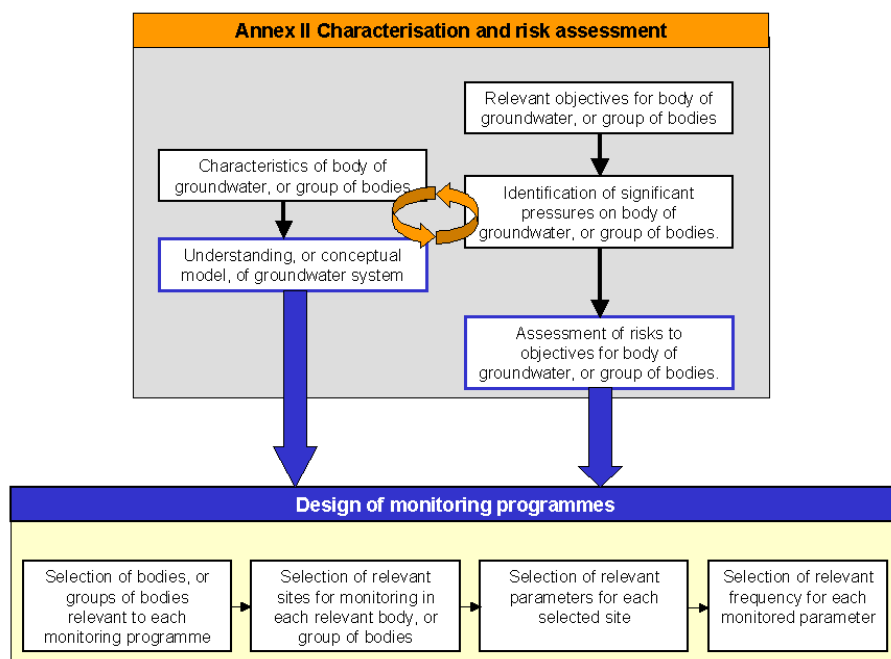 Annex II Characterisation and risk assessment
Relevant objectives for body of
groundwater, or group of bodies
Characteristics of body of
groundwater, or group of bodies
Identification of significant
pressures on body of
groundwater, or group of bodies.
Understanding, or conceptual
model, of groundwater system
Assessment of risks to
objectives for body of
groundwater, or group of bodies.
Design of monitoring programmes
Selection of bodies, or
groups of bodies
relevant to each
monitoring programme
Selection of relevant
sites for monitoring in
each relevant body, or
group of bodies
Selection of relevant
parameters for each
selected site
Selection of relevant
frequency for each
monitored parameter